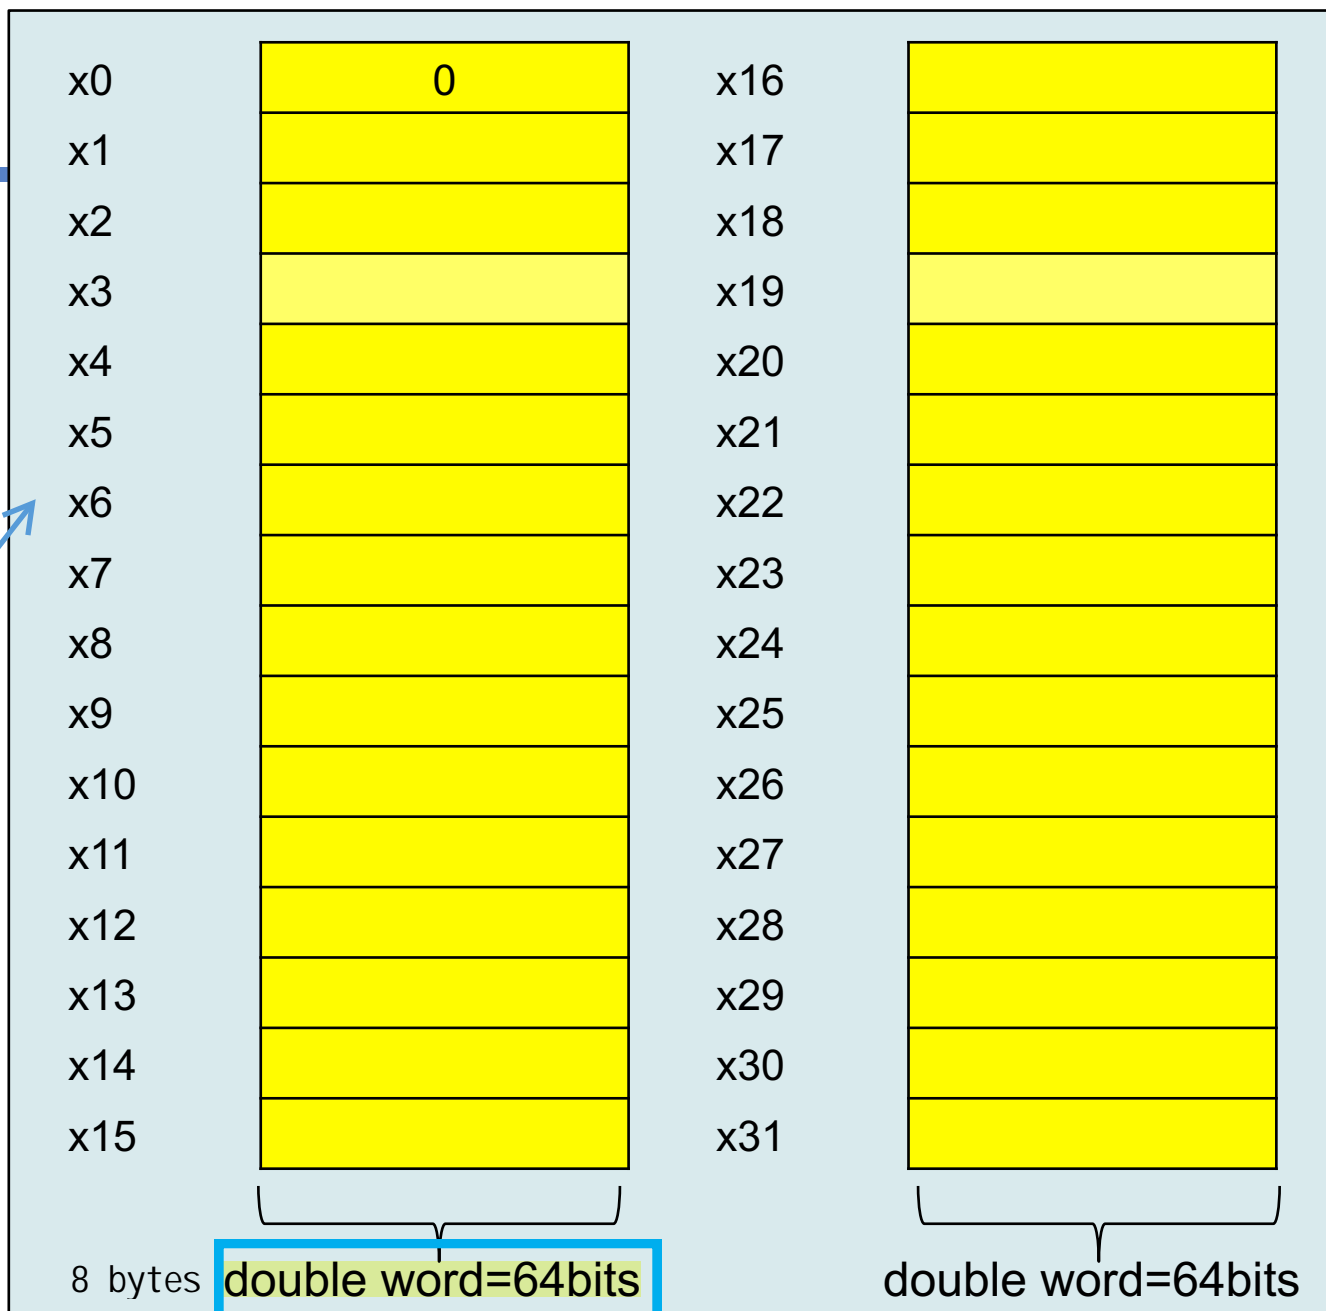 x0 0 x16
x1 x17
x2 x18
x3 x19
x4 x20
x5 x21
x6 x22
x7 x23
x8 x24
x9 x25
x10 x26
x11 x27
x12 x28
x13 x29
x14 x30
x15 x31
8 bytes double word=64bits double word=64bits